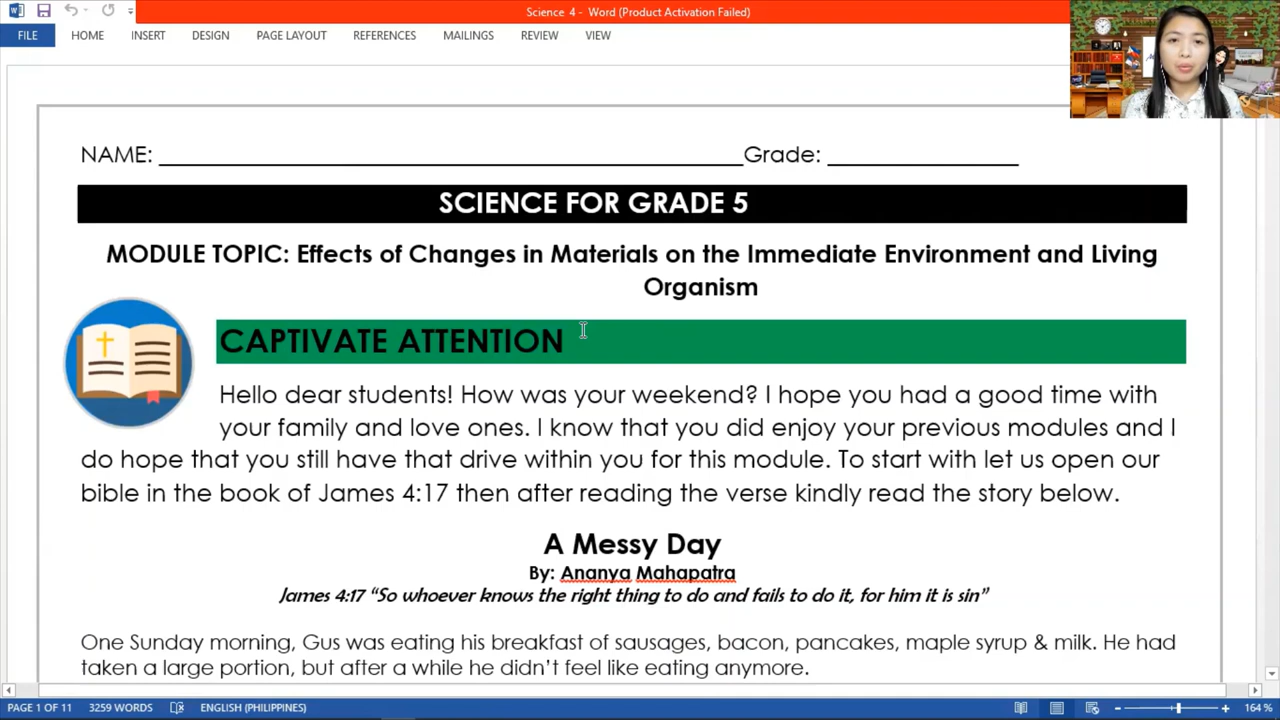 Science 4 - Word (Product Activation Failed)
FILE HOME INSERT DESIGN PAGE LAYOUT REFERENCES MAILINGS REVIEW VIEW
NAME: ____________________________________________Grade: ______________
SCIENCE FOR GRADE 5
MODULE TOPIC: Effects of Changes in Materials on the Immediate Environment and Living
Organism
CAPTIVATE ATTENTION
Hello dear students! How was your weekend? I hope you had a good time with
your family and love ones. I know that you did enjoy your previous modules and I
do hope that you still have that drive within you for this module. To start with let us open our
bible in the book of James 4:17 then after reading the verse kindly read the story below.
A Messy Day
By: Ananya Mahapatra
James 4:17 “So whoever knows the right thing to do and fails to do it, for him it is sin”
One Sunday morning, Gus was eating his breakfast of sausages, bacon, pancakes, maple syrup & milk. He had
taken a large portion, but after a while he didn’t feel like eating anymore.
PAGE 1 OF 11 3259 WORDS ENGLISH (PHILIPPINES) 164 %